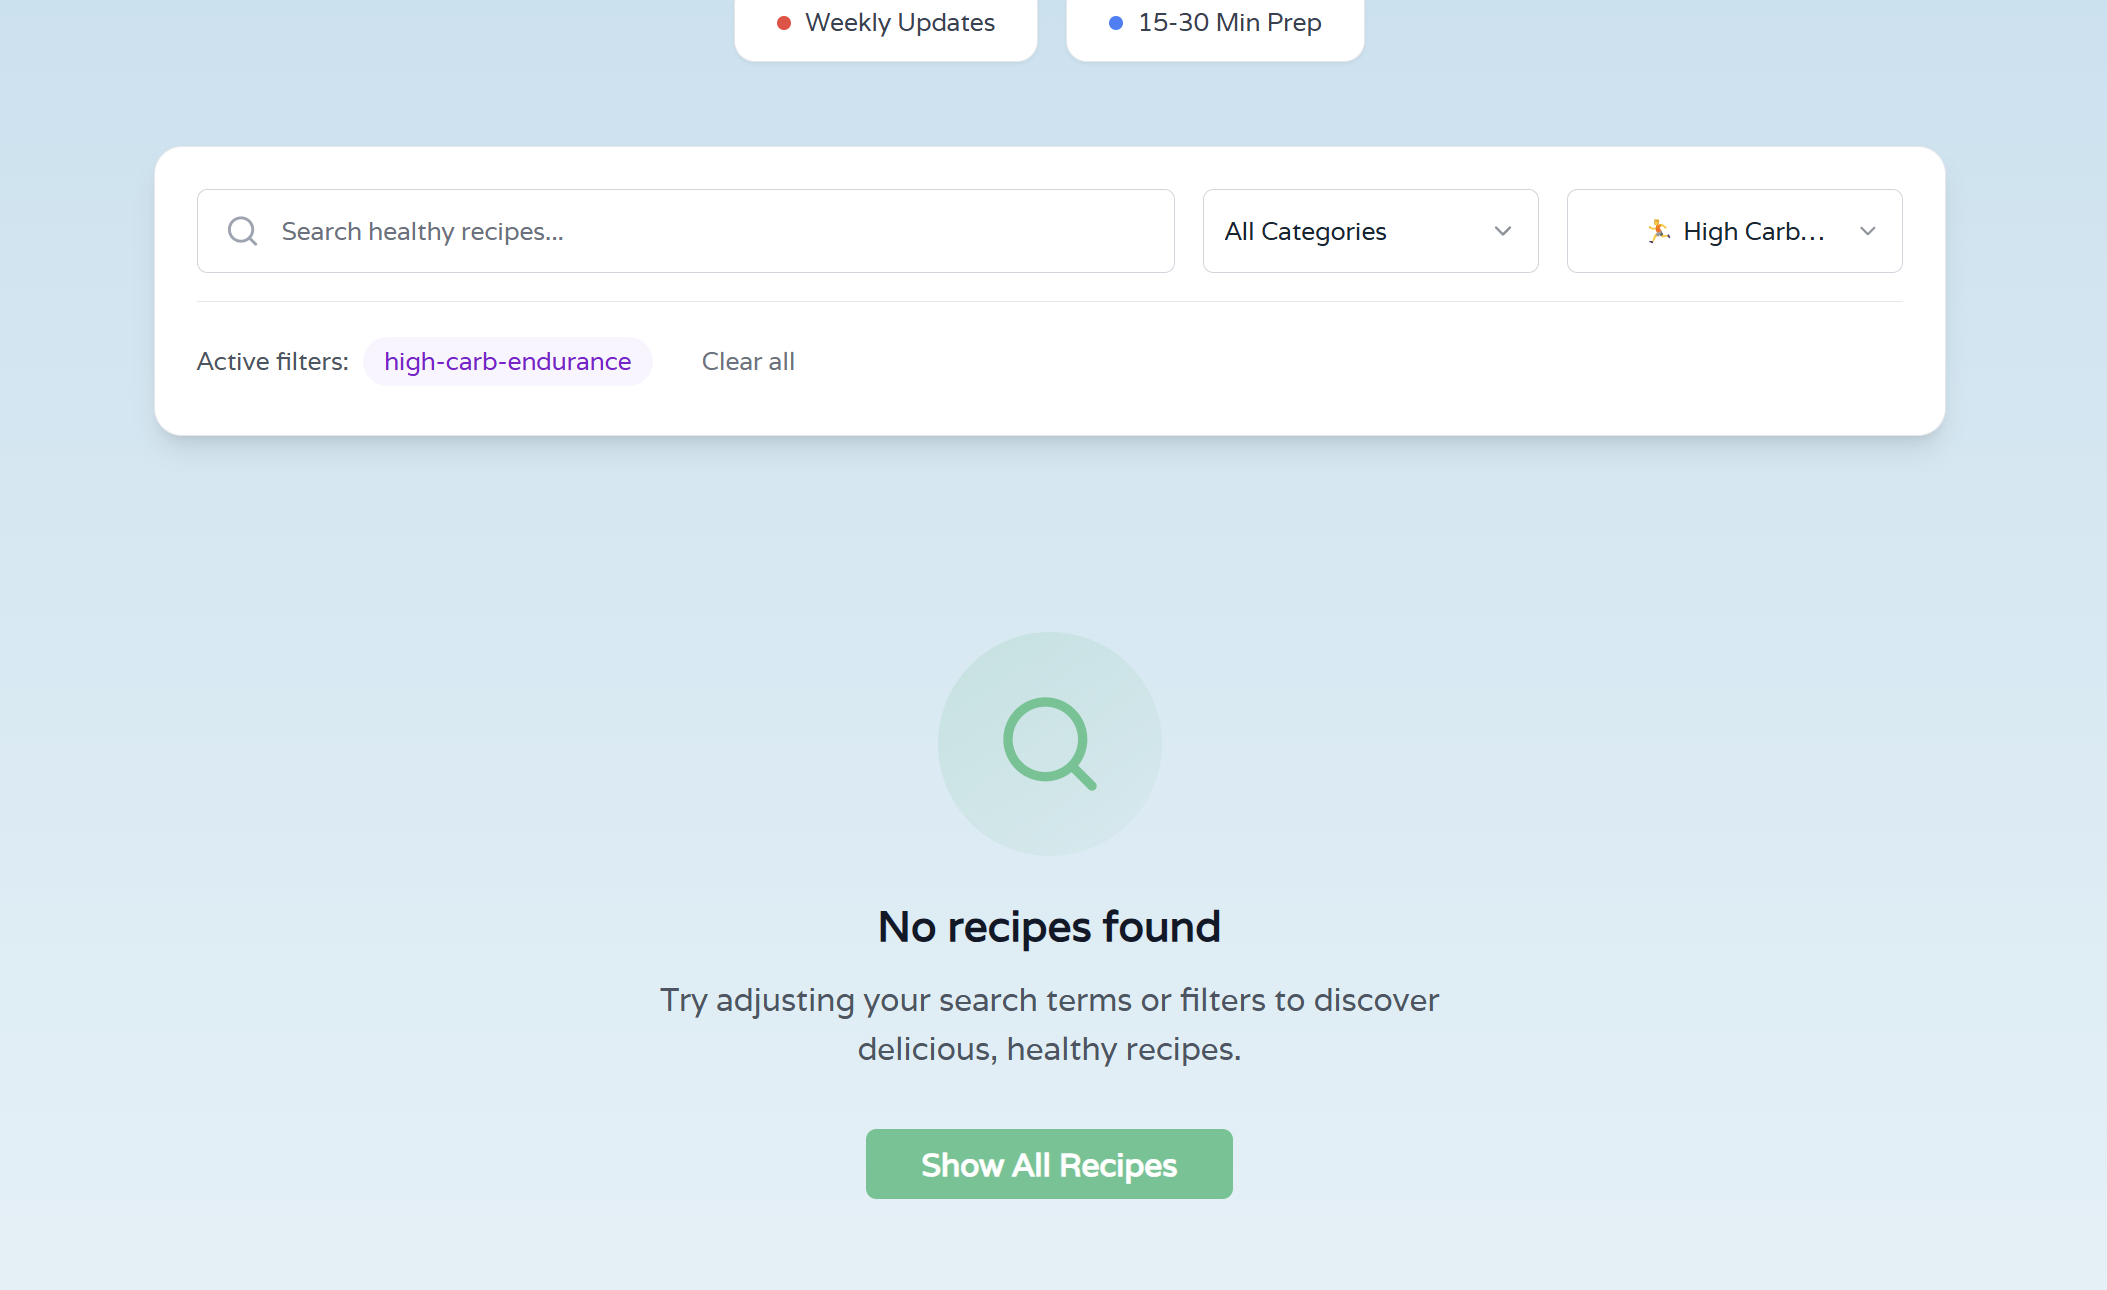 Weekly Updates
15-30 Min Prep
Search healthy recipes...
All Categories
🏃 High Carb...
Active filters: high-carb-endurance Clear all
No recipes found
Try adjusting your search terms or filters to discover
delicious, healthy recipes.
Show All Recipes